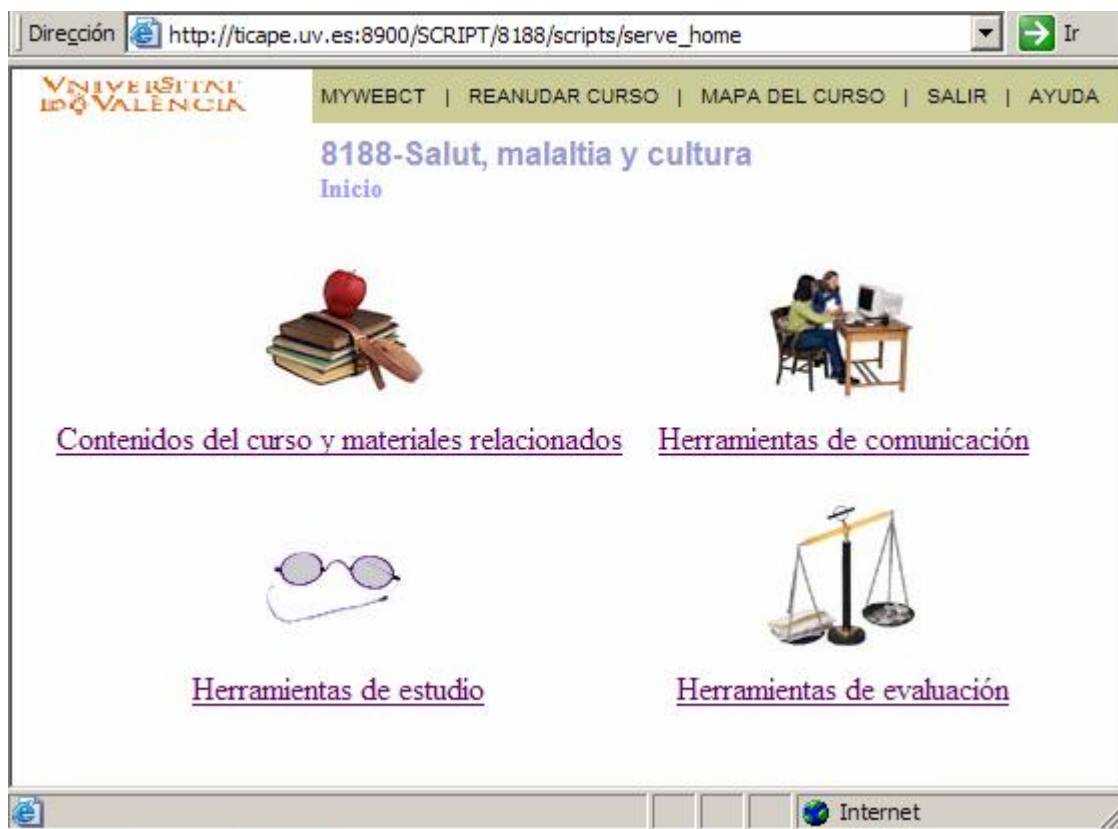 Dirección http://ticape.uv.es:8900/SCRIPT/8188/scripts/serve_home Ir
VNIVERSITAT
ID Q VALÈNCIA
MYWEBCT | REANUDAR CURSO | MAPA DEL CURSO | SALIR | AYUDA
8188-Salut, malaltia y cultura
Inicio
Contenidos del curso y materiales relacionados
Herramientas de comunicación
Herramientas de estudio
Herramientas de evaluación
Internet